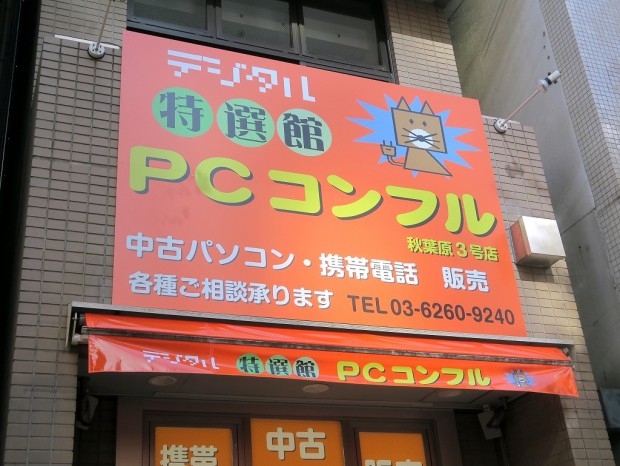 デジタル
特選館
PCコンフル
秋葉原3号店
中古パソコン・携帯電話 販売
各種ご相談承ります TEL03-6260-9240
デジタル 特選館 PCコンフル
携帯 中古 販売